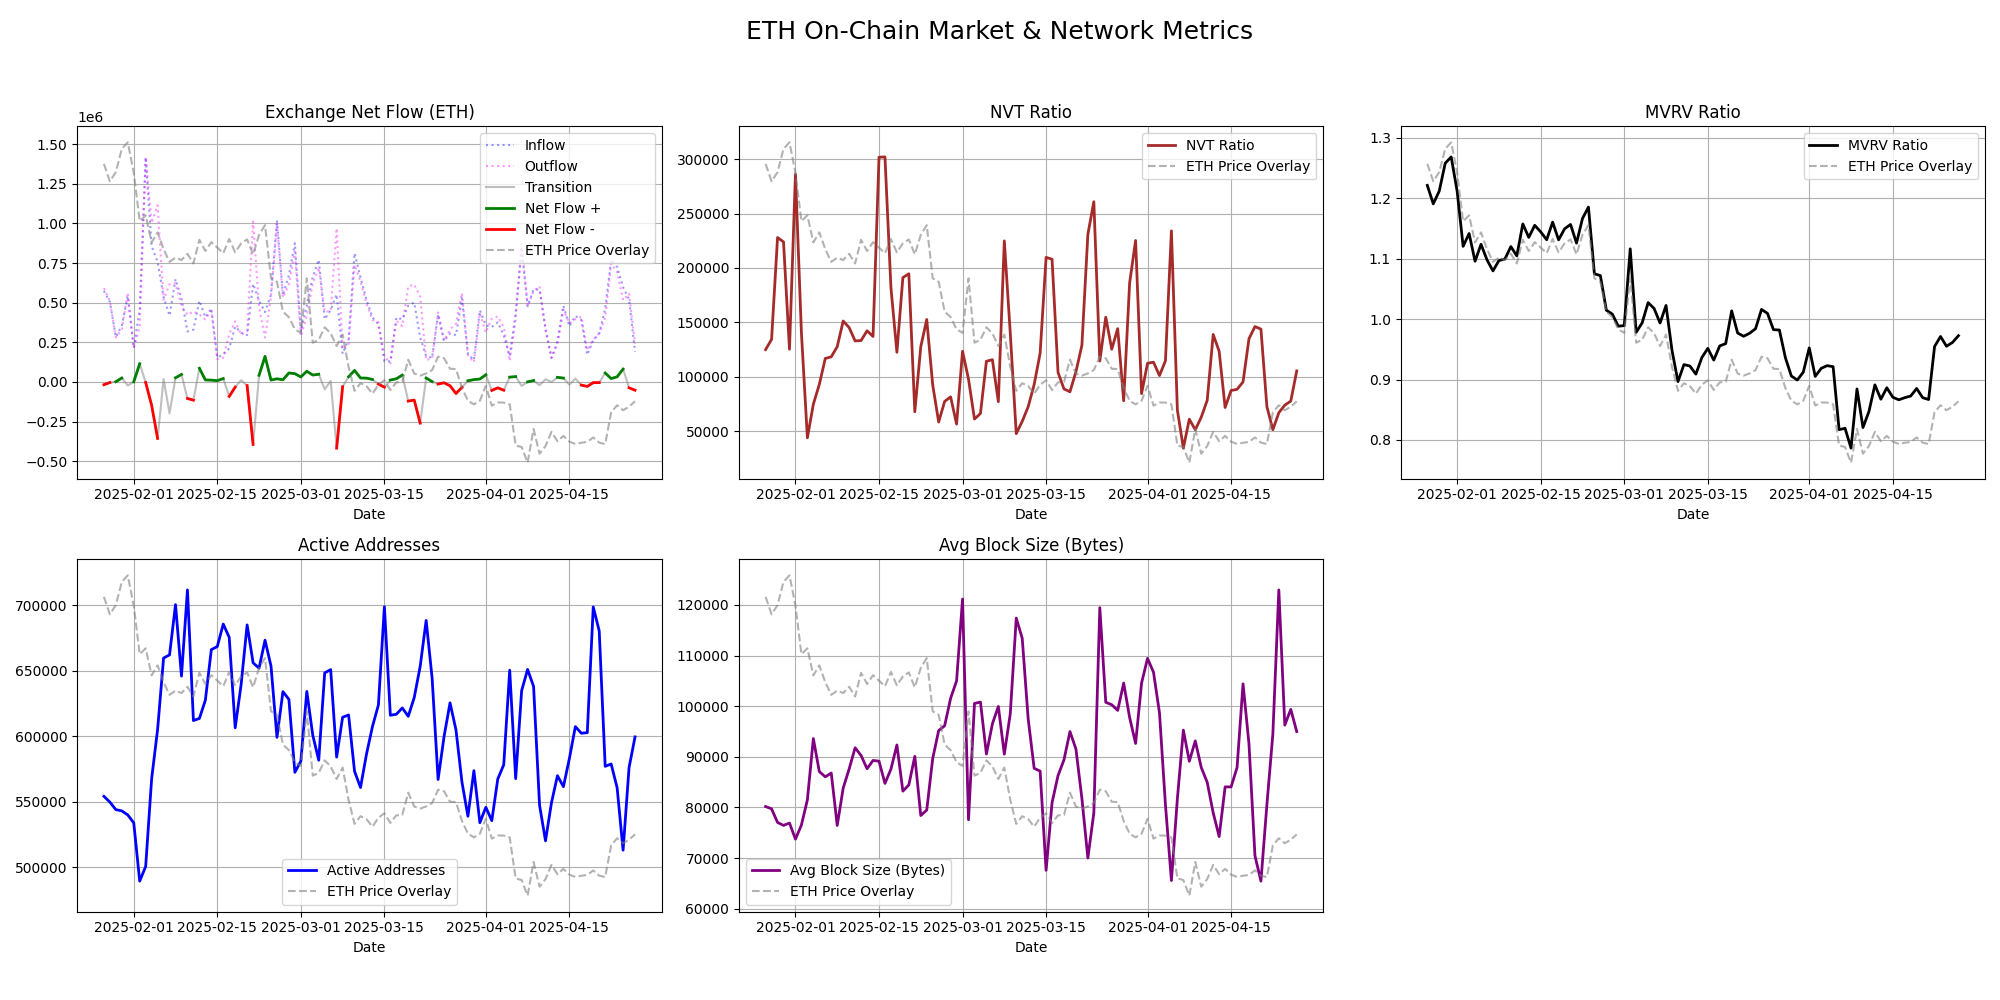 ETH On-Chain Market & Network Metrics
Exchange Net Flow (ETH)
1e6
1.50
1.25
1.00
0.75
0.50
0.25
0.00
−0.25
−0.50
Inflow
Outflow
Transition
Net Flow +
Net Flow -
ETH Price Overlay
2025-02-01 2025-02-15 2025-03-01 2025-03-15 2025-04-01 2025-04-15
Date
NVT Ratio
300000
250000
200000
150000
100000
50000
NVT Ratio
ETH Price Overlay
2025-02-01 2025-02-15 2025-03-01 2025-03-15 2025-04-01 2025-04-15
Date
MVRV Ratio
1.3
1.2
1.1
1.0
0.9
0.8
MVRV Ratio
ETH Price Overlay
2025-02-01 2025-02-15 2025-03-01 2025-03-15 2025-04-01 2025-04-15
Date
Active Addresses
700000
650000
600000
550000
500000
Active Addresses
ETH Price Overlay
2025-02-01 2025-02-15 2025-03-01 2025-03-15 2025-04-01 2025-04-15
Date
Avg Block Size (Bytes)
120000
110000
100000
90000
80000
70000
60000
Avg Block Size (Bytes)
ETH Price Overlay
2025-02-01 2025-02-15 2025-03-01 2025-03-15 2025-04-01 2025-04-15
Date